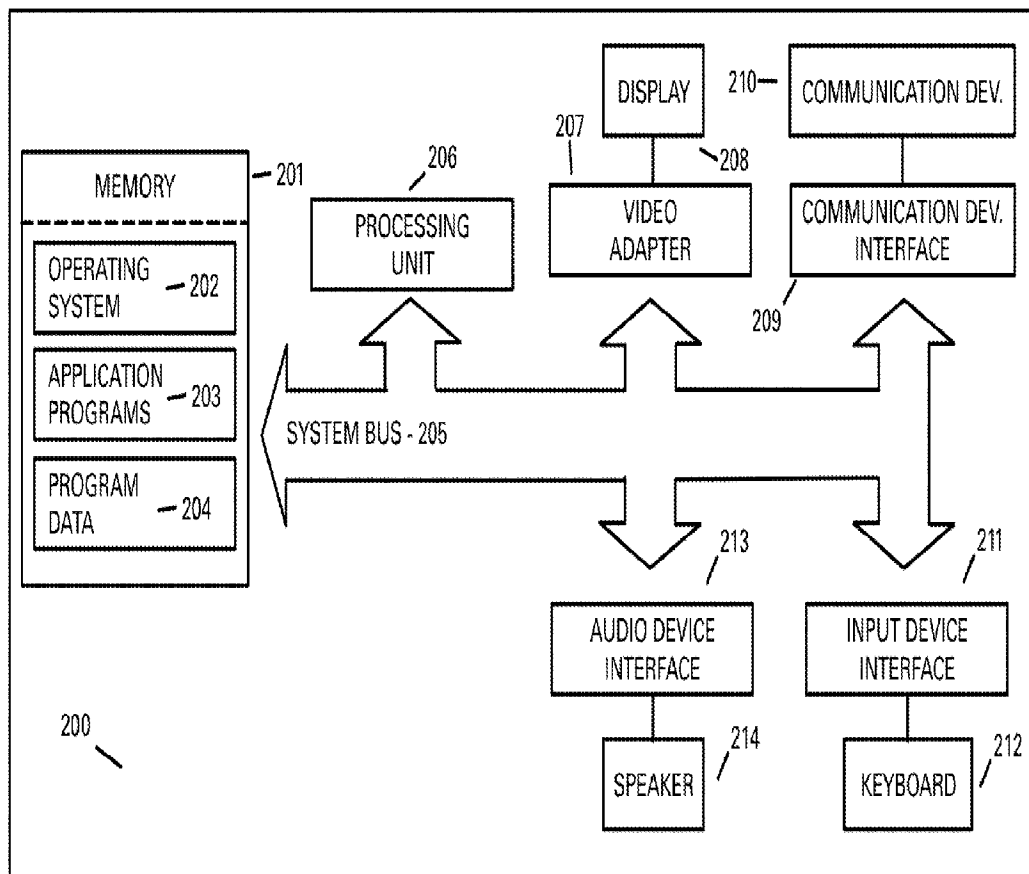 DISPLAY
210
COMMUNICATION DEV.
207
208
206
MEMORY
201
PROCESSING
UNIT
VIDEO
ADAPTER
COMMUNICATION DEV.
INTERFACE
209
OPERATING
SYSTEM
202
APPLICATION
PROGRAMS
203
PROGRAM
DATA
204
SYSTEM BUS - 205
213
211
AUDIO DEVICE
INTERFACE
INPUT DEVICE
INTERFACE
200
SPEAKER
214
KEYBOARD
212